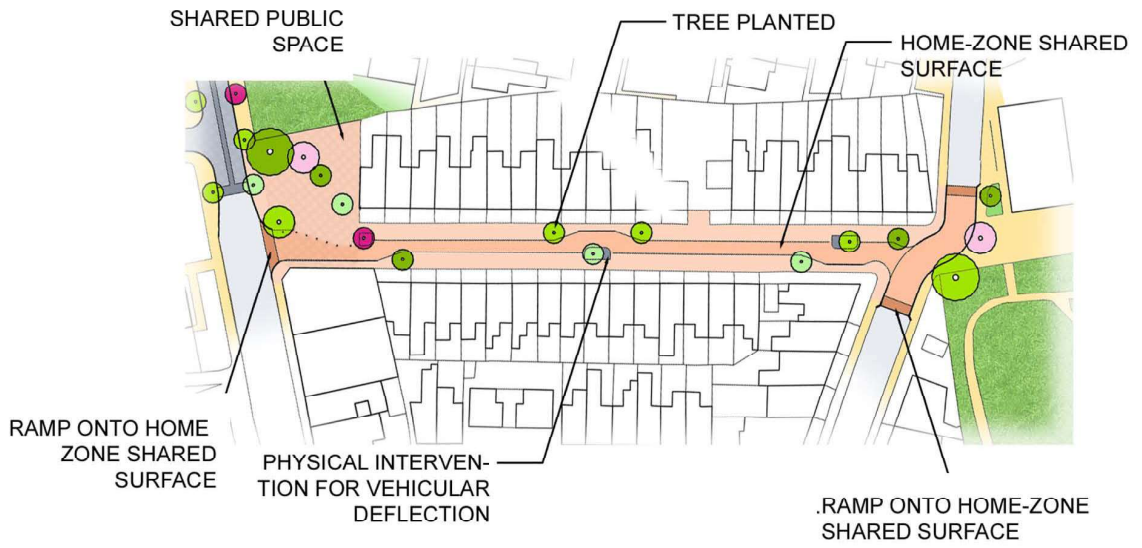 SHARED PUBLIC
SPACE
TREE PLANTED
HOME-ZONE SHARED
SURFACE
RAMP ONTO HOME
ZONE SHARED
SURFACE
PHYSICAL INTERVEN-
TION FOR VEHICULAR
DEFLECTION
.RAMP ONTO HOME-ZONE
SHARED SURFACE